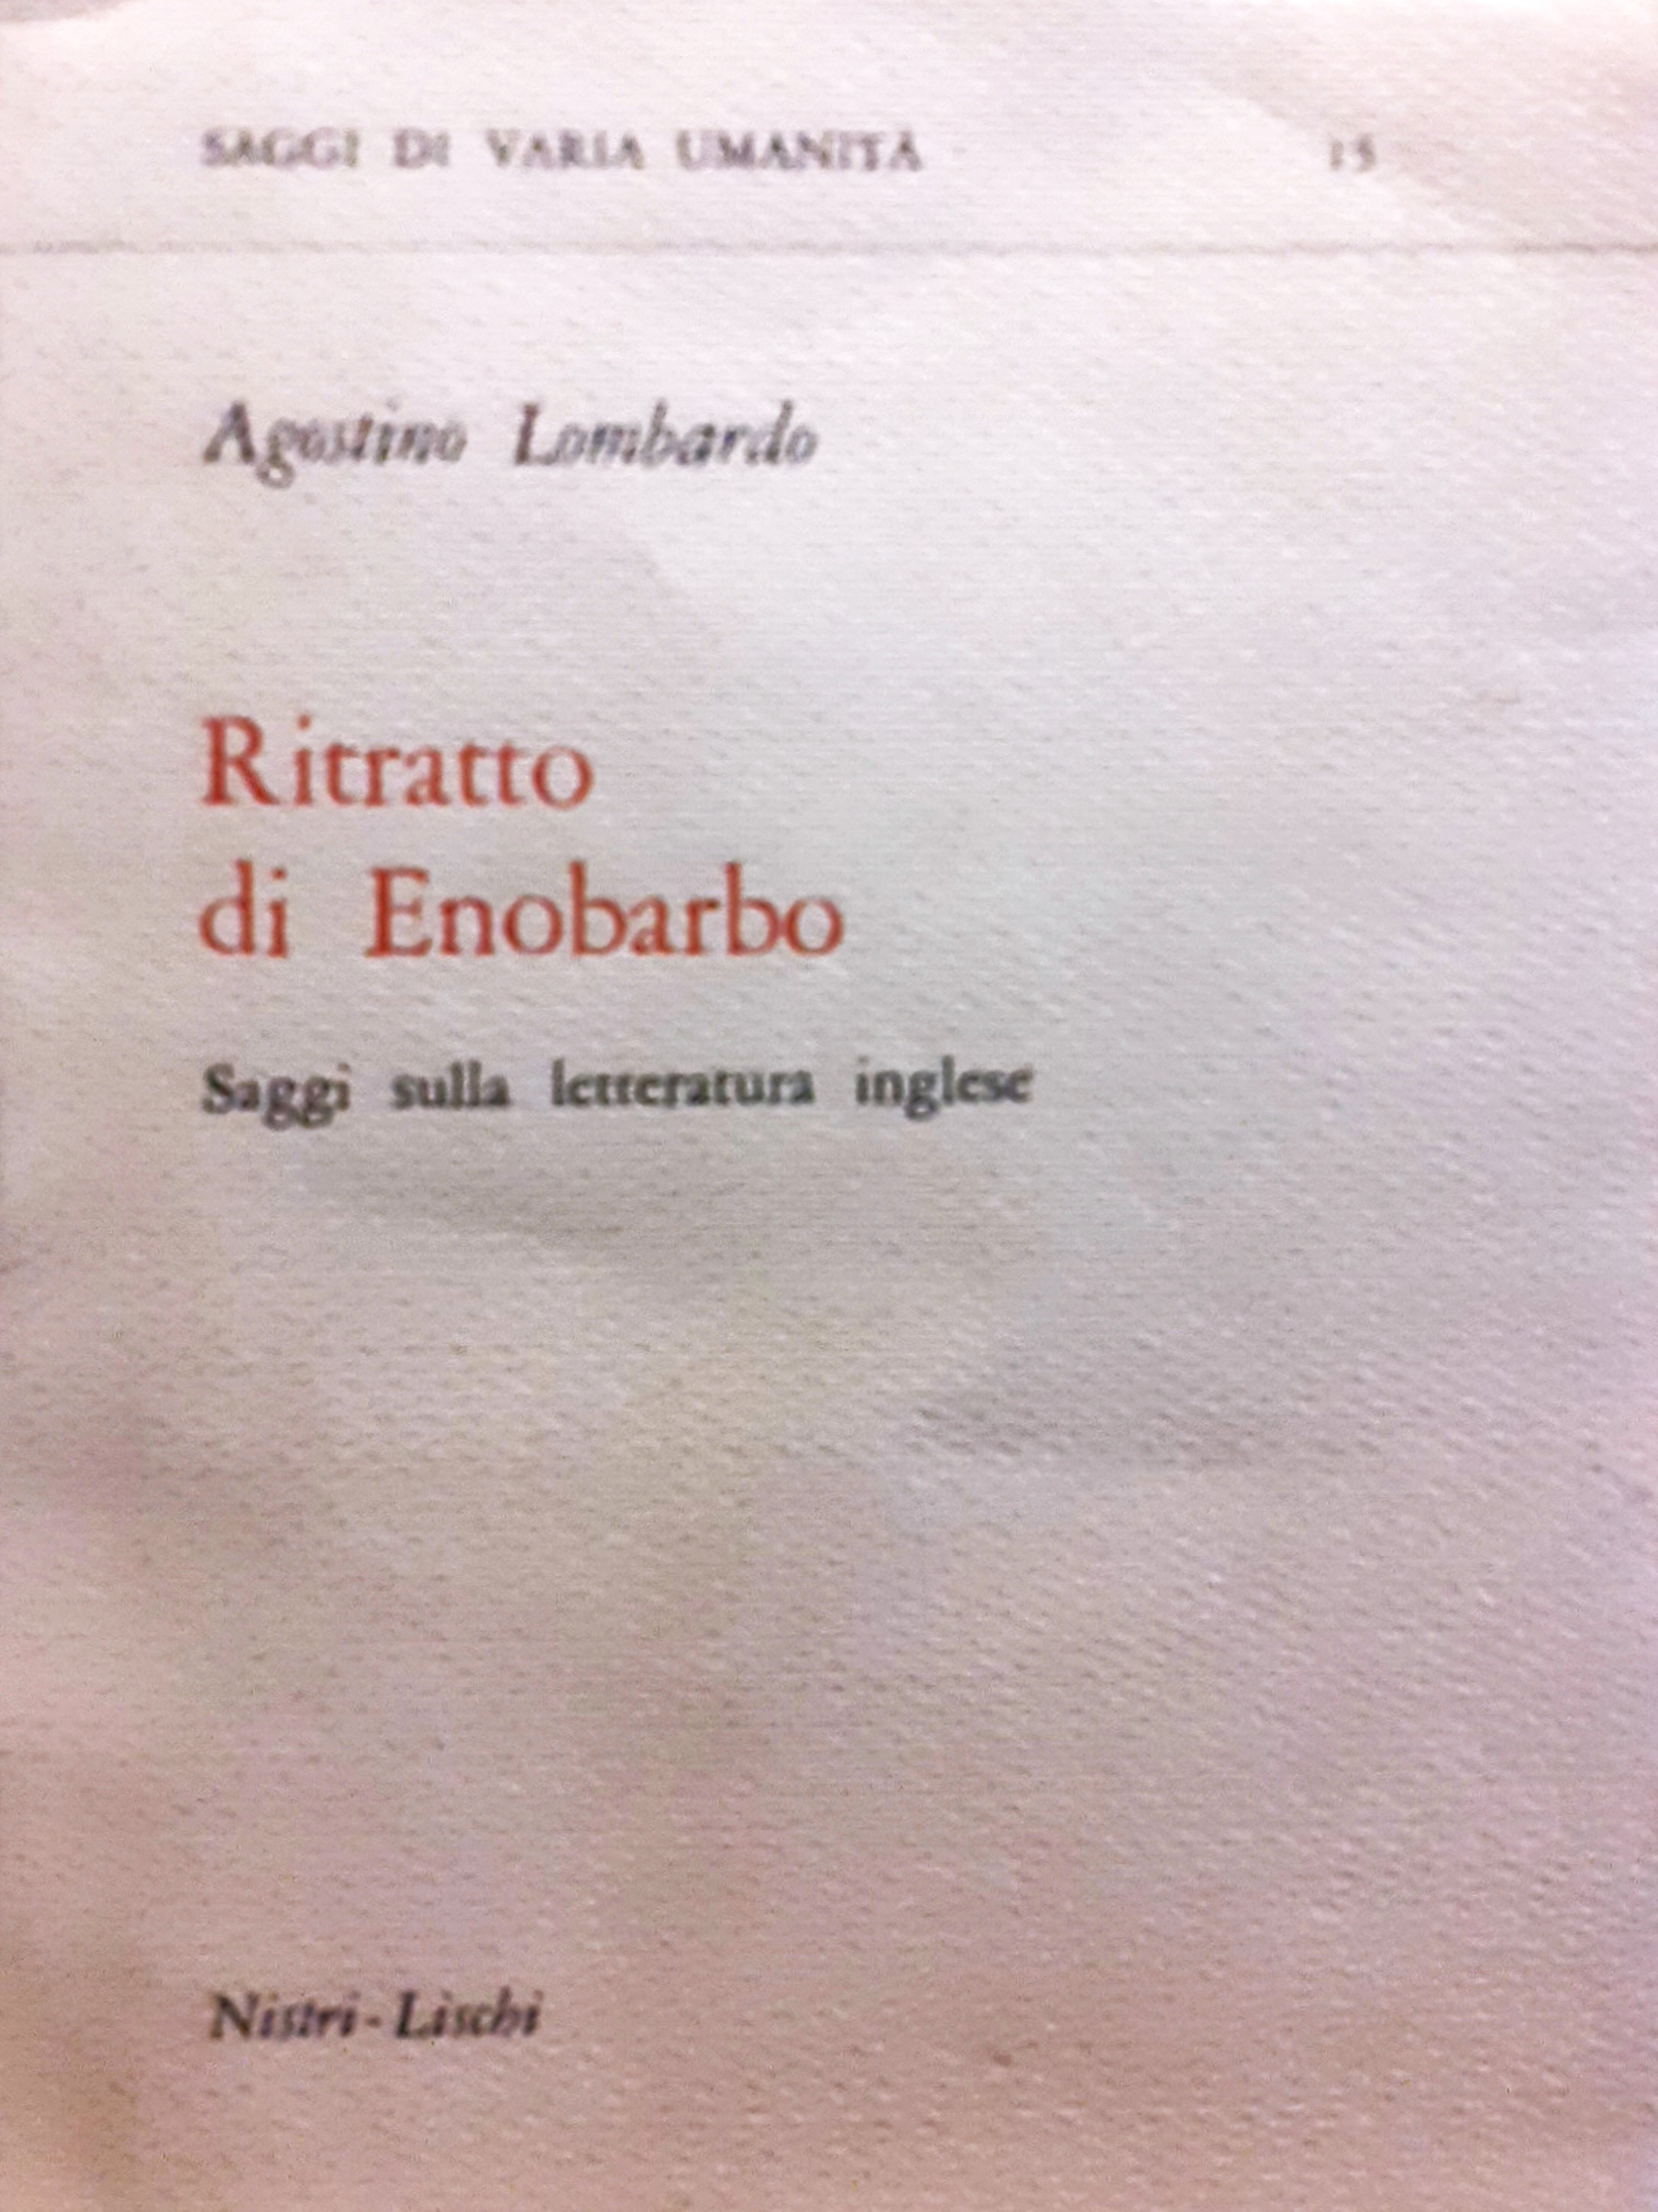 SAGGI DI VARIA UMANITÀ 15
Agostino Lombardo
Ritratto
di Enobarbo
Saggi sulla letteratura inglese
Nistri-Lischi